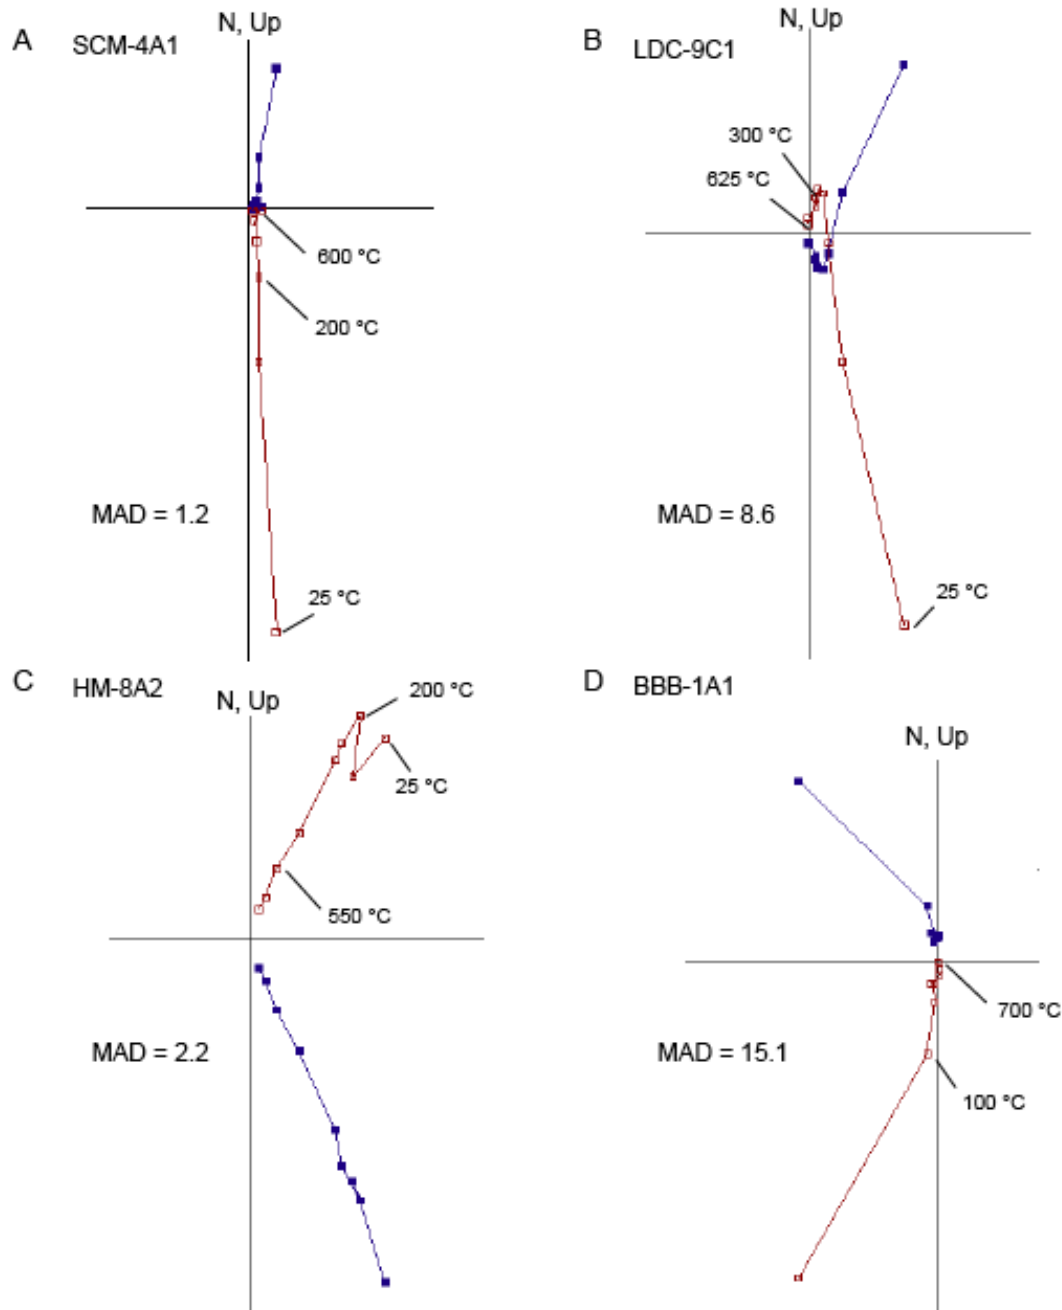 A
SCM-4A1
N, Up
600 °C
200 °C
MAD = 1.2
25 °C
B
LDC-9C1
N, Up
300 °C
625 °C
MAD = 8.6
25 °C
C
HM-8A2
N, Up
200 °C
25 °C
550 °C
MAD = 2.2
D
BBB-1A1
N, Up
700 °C
MAD = 15.1
100 °C